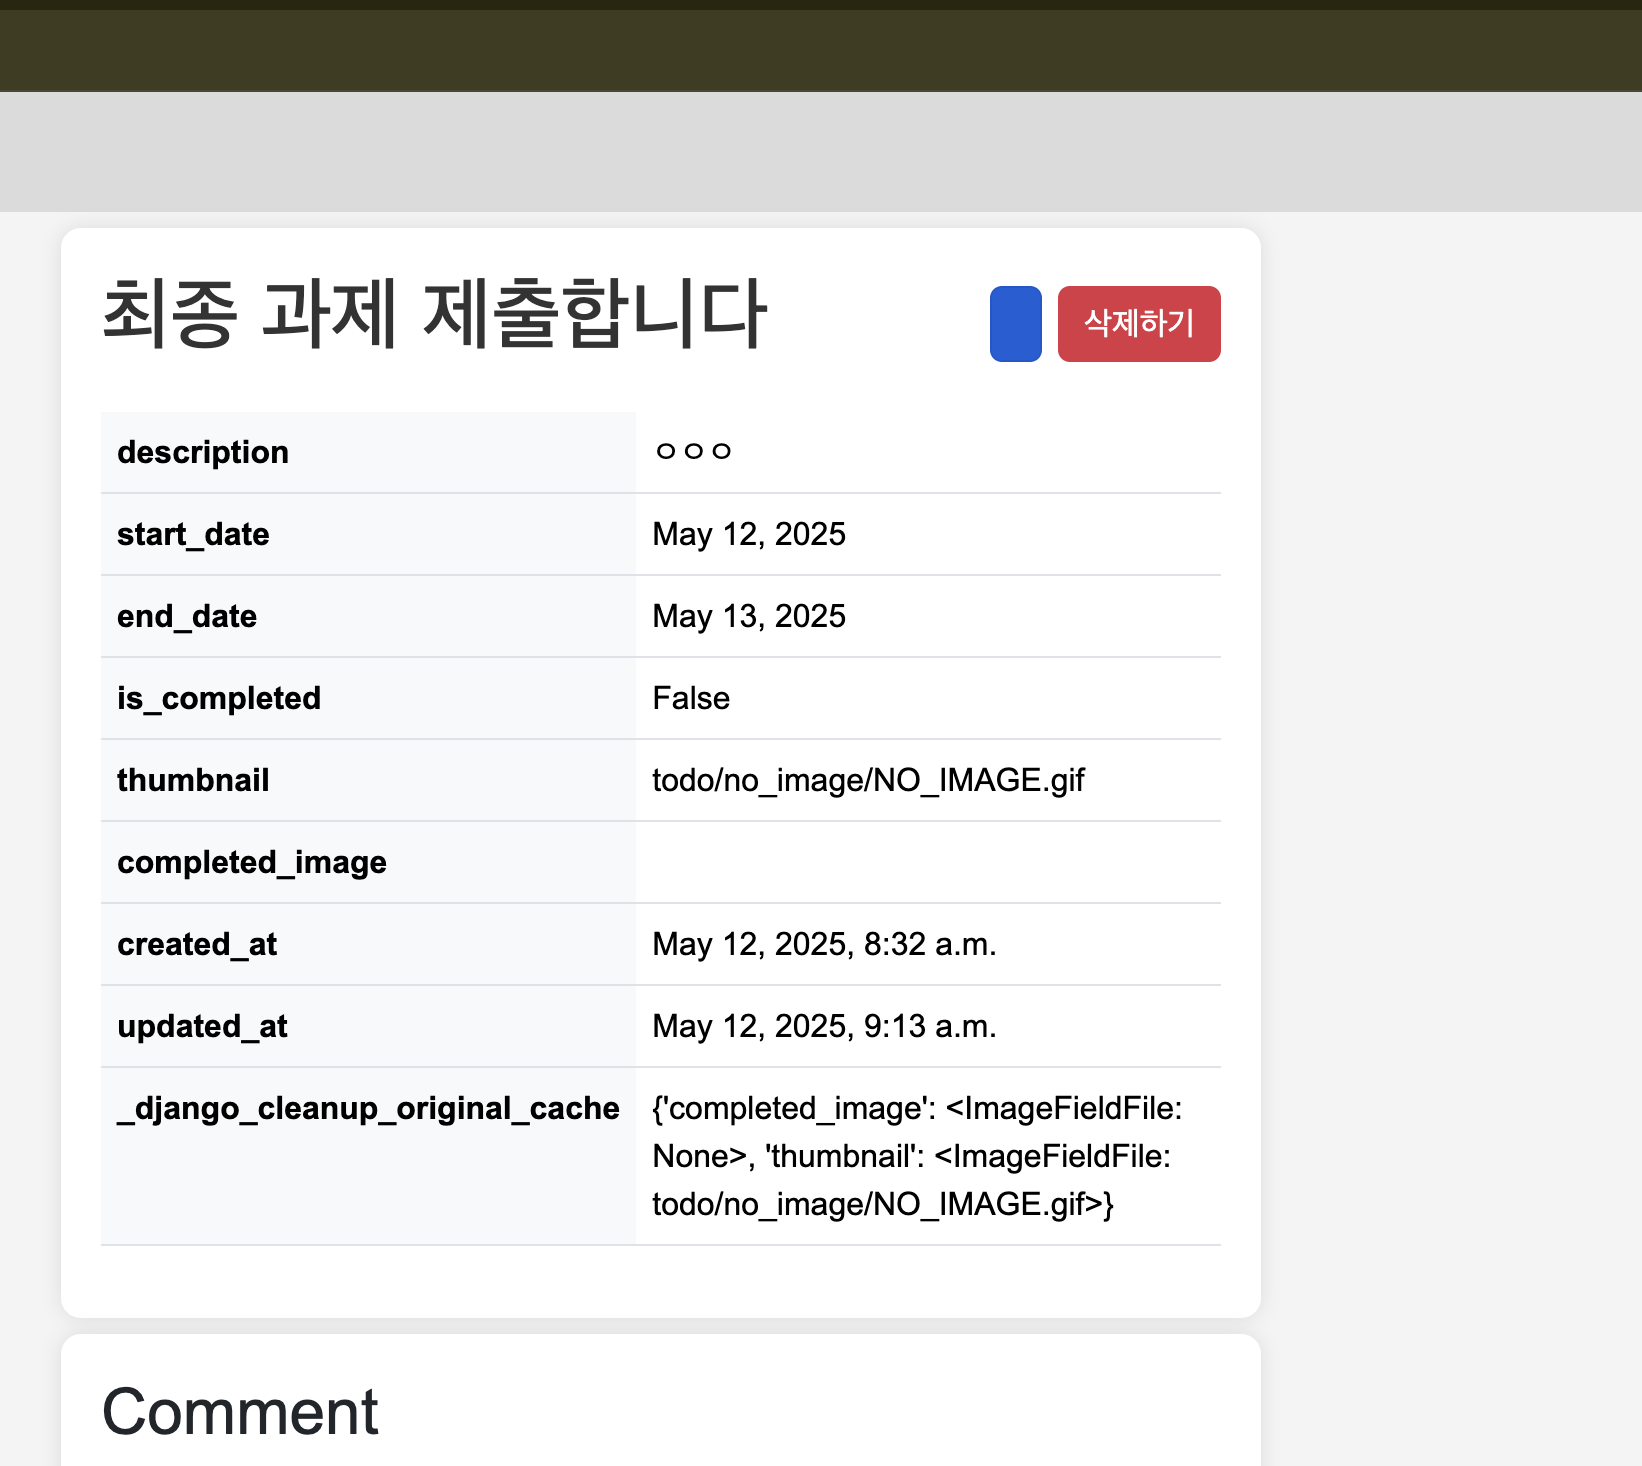 최종 과제 제출합니다
삭제하기
description ㅇㅇㅇ
start_date May 12, 2025
end_date May 13, 2025
is_completed False
thumbnail todo/no_image/NO_IMAGE.gif
completed_image
created_at May 12, 2025, 8:32 a.m.
updated_at May 12, 2025, 9:13 a.m.
_django_cleanup_original_cache {'completed_image': <ImageFieldFile:
None>, 'thumbnail': <ImageFieldFile:
todo/no_image/NO_IMAGE.gif>}
Comment